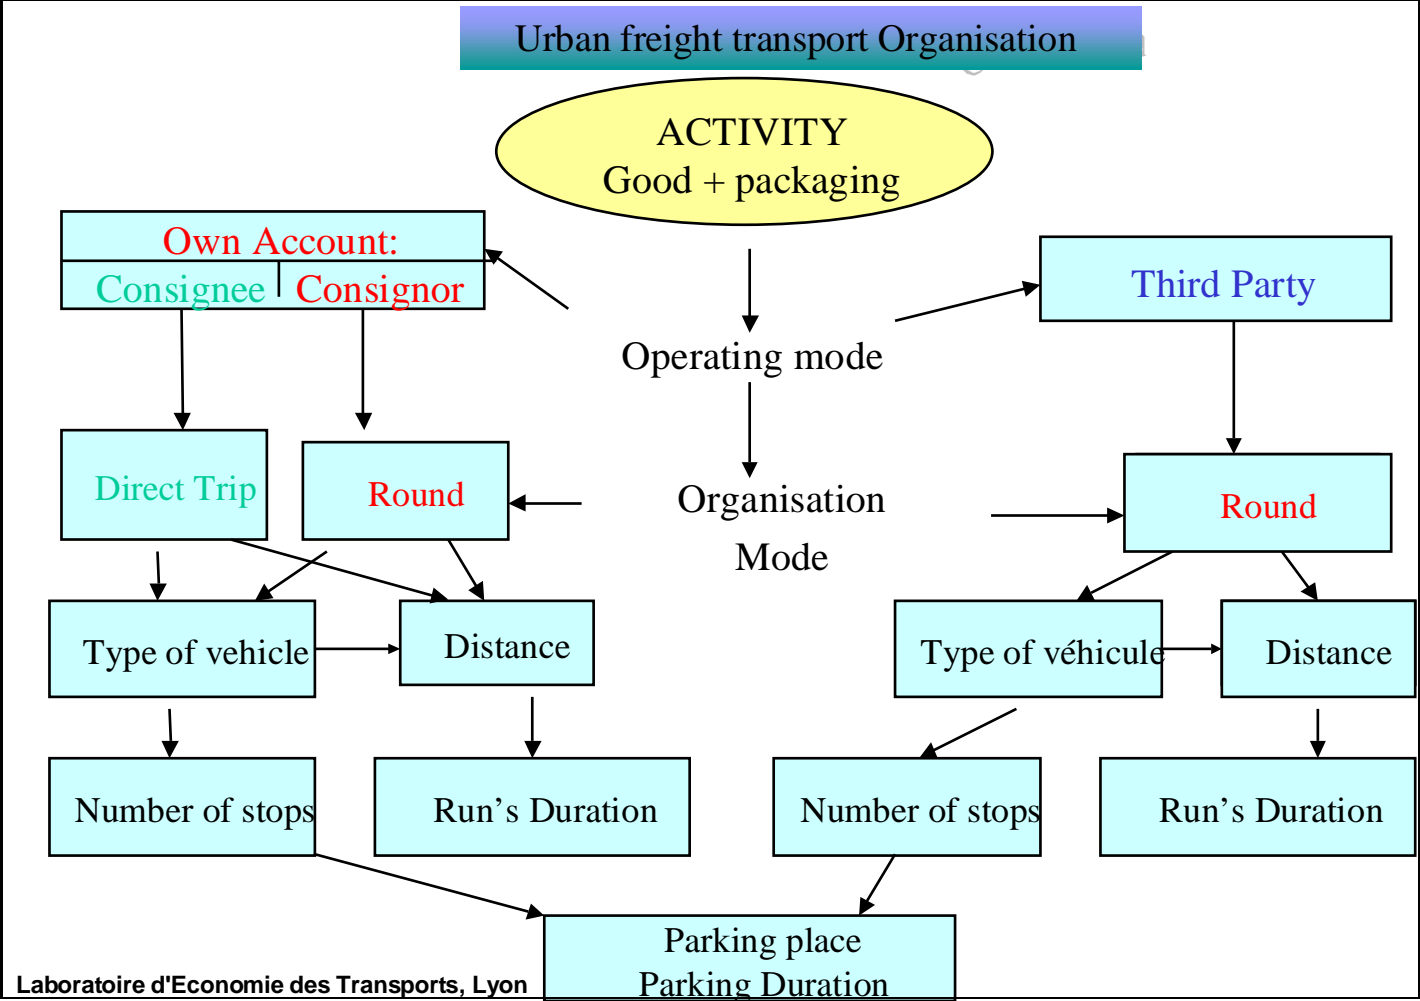 Urban freight transport Organisation
ACTIVITY
Good + packaging
Own Account:
Consignee Consignor
Third Party
Operating mode
Direct Trip
Round
Organisation
Mode
Round
Type of vehicle
Distance
Type of véhicule
Distance
Number of stops
Run’s Duration
Number of stops
Run’s Duration
Parking place
Parking Duration
Laboratoire d'Economie des Transports, Lyon